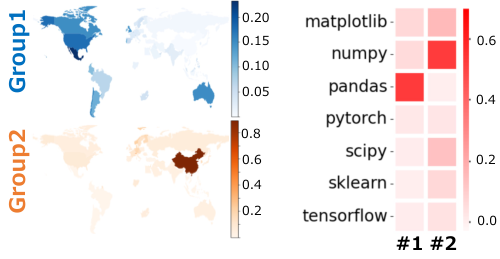 Group1
0.20
0.15
0.10
0.05
Group2
0.8
0.6
0.4
0.2
matplotlib
numpy
pandas
pytorch
scipy
sklearn
tensorflow
#1 #2
0.6
0.4
0.2
0.0